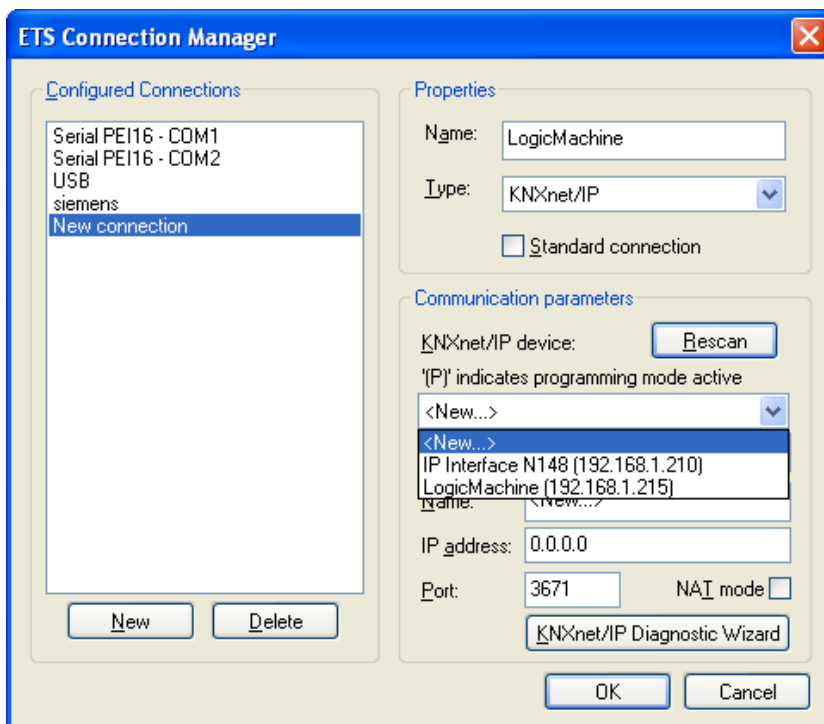 ETS Connection Manager
Configured Connections
Serial PEI16 - COM1
Serial PEI16 - COM2
USB
siemens
New connection
New
Delete
Properties
Name:
LogicMachine
Type:
KNXnet/IP
Standard connection
Communication parameters
KNXnet/IP device:
Rescan
'(P)' indicates programming mode active
<New...>
<New...>
IP Interface N148 (192.168.1.210)
LogicMachine (192.168.1.215)
Name:
<New...>
IP address:
0.0.0.0
Port:
3671
NAT mode
KNXnet/IP Diagnostic Wizard
OK
Cancel